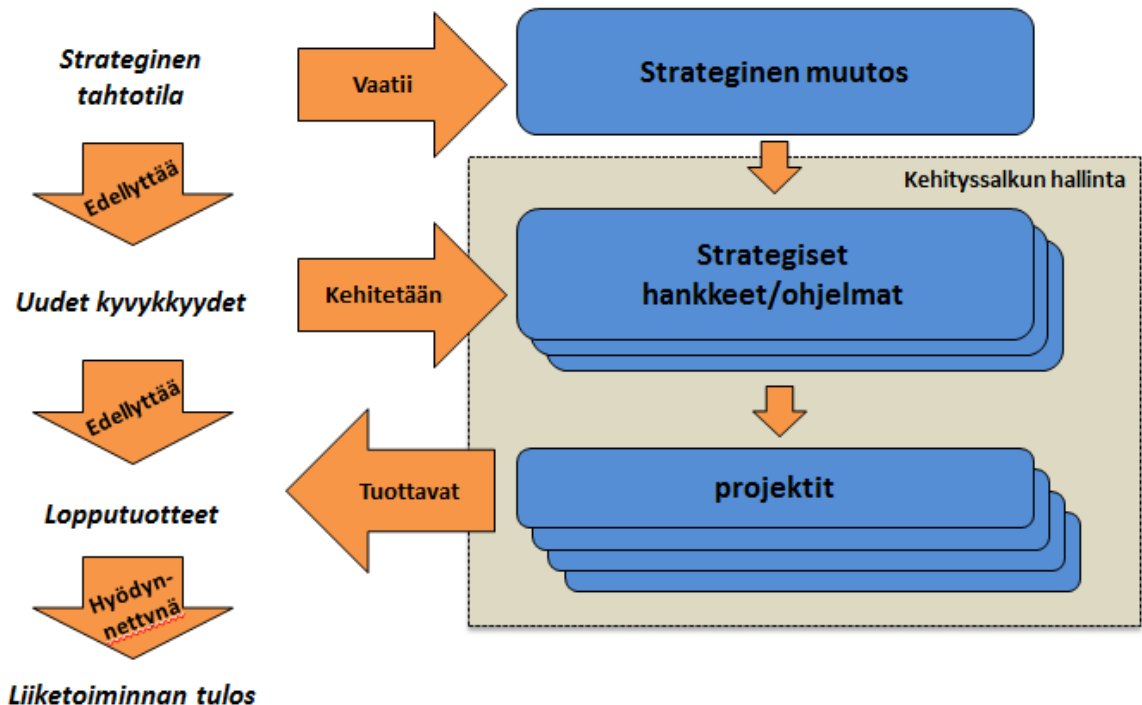 Strateginen
tahtotila
Vaatii
Strateginen muutos
Edellyttää
Kehityssalkun hallinta
Uudet kyvykkyydet
Kehitetään
Strategiset
hankkeet/ohjelmat
Edellyttää
Lopputuotteet
Tuottavat
projektit
Hyödyn-
nettynä
Liiketoiminnan tulos